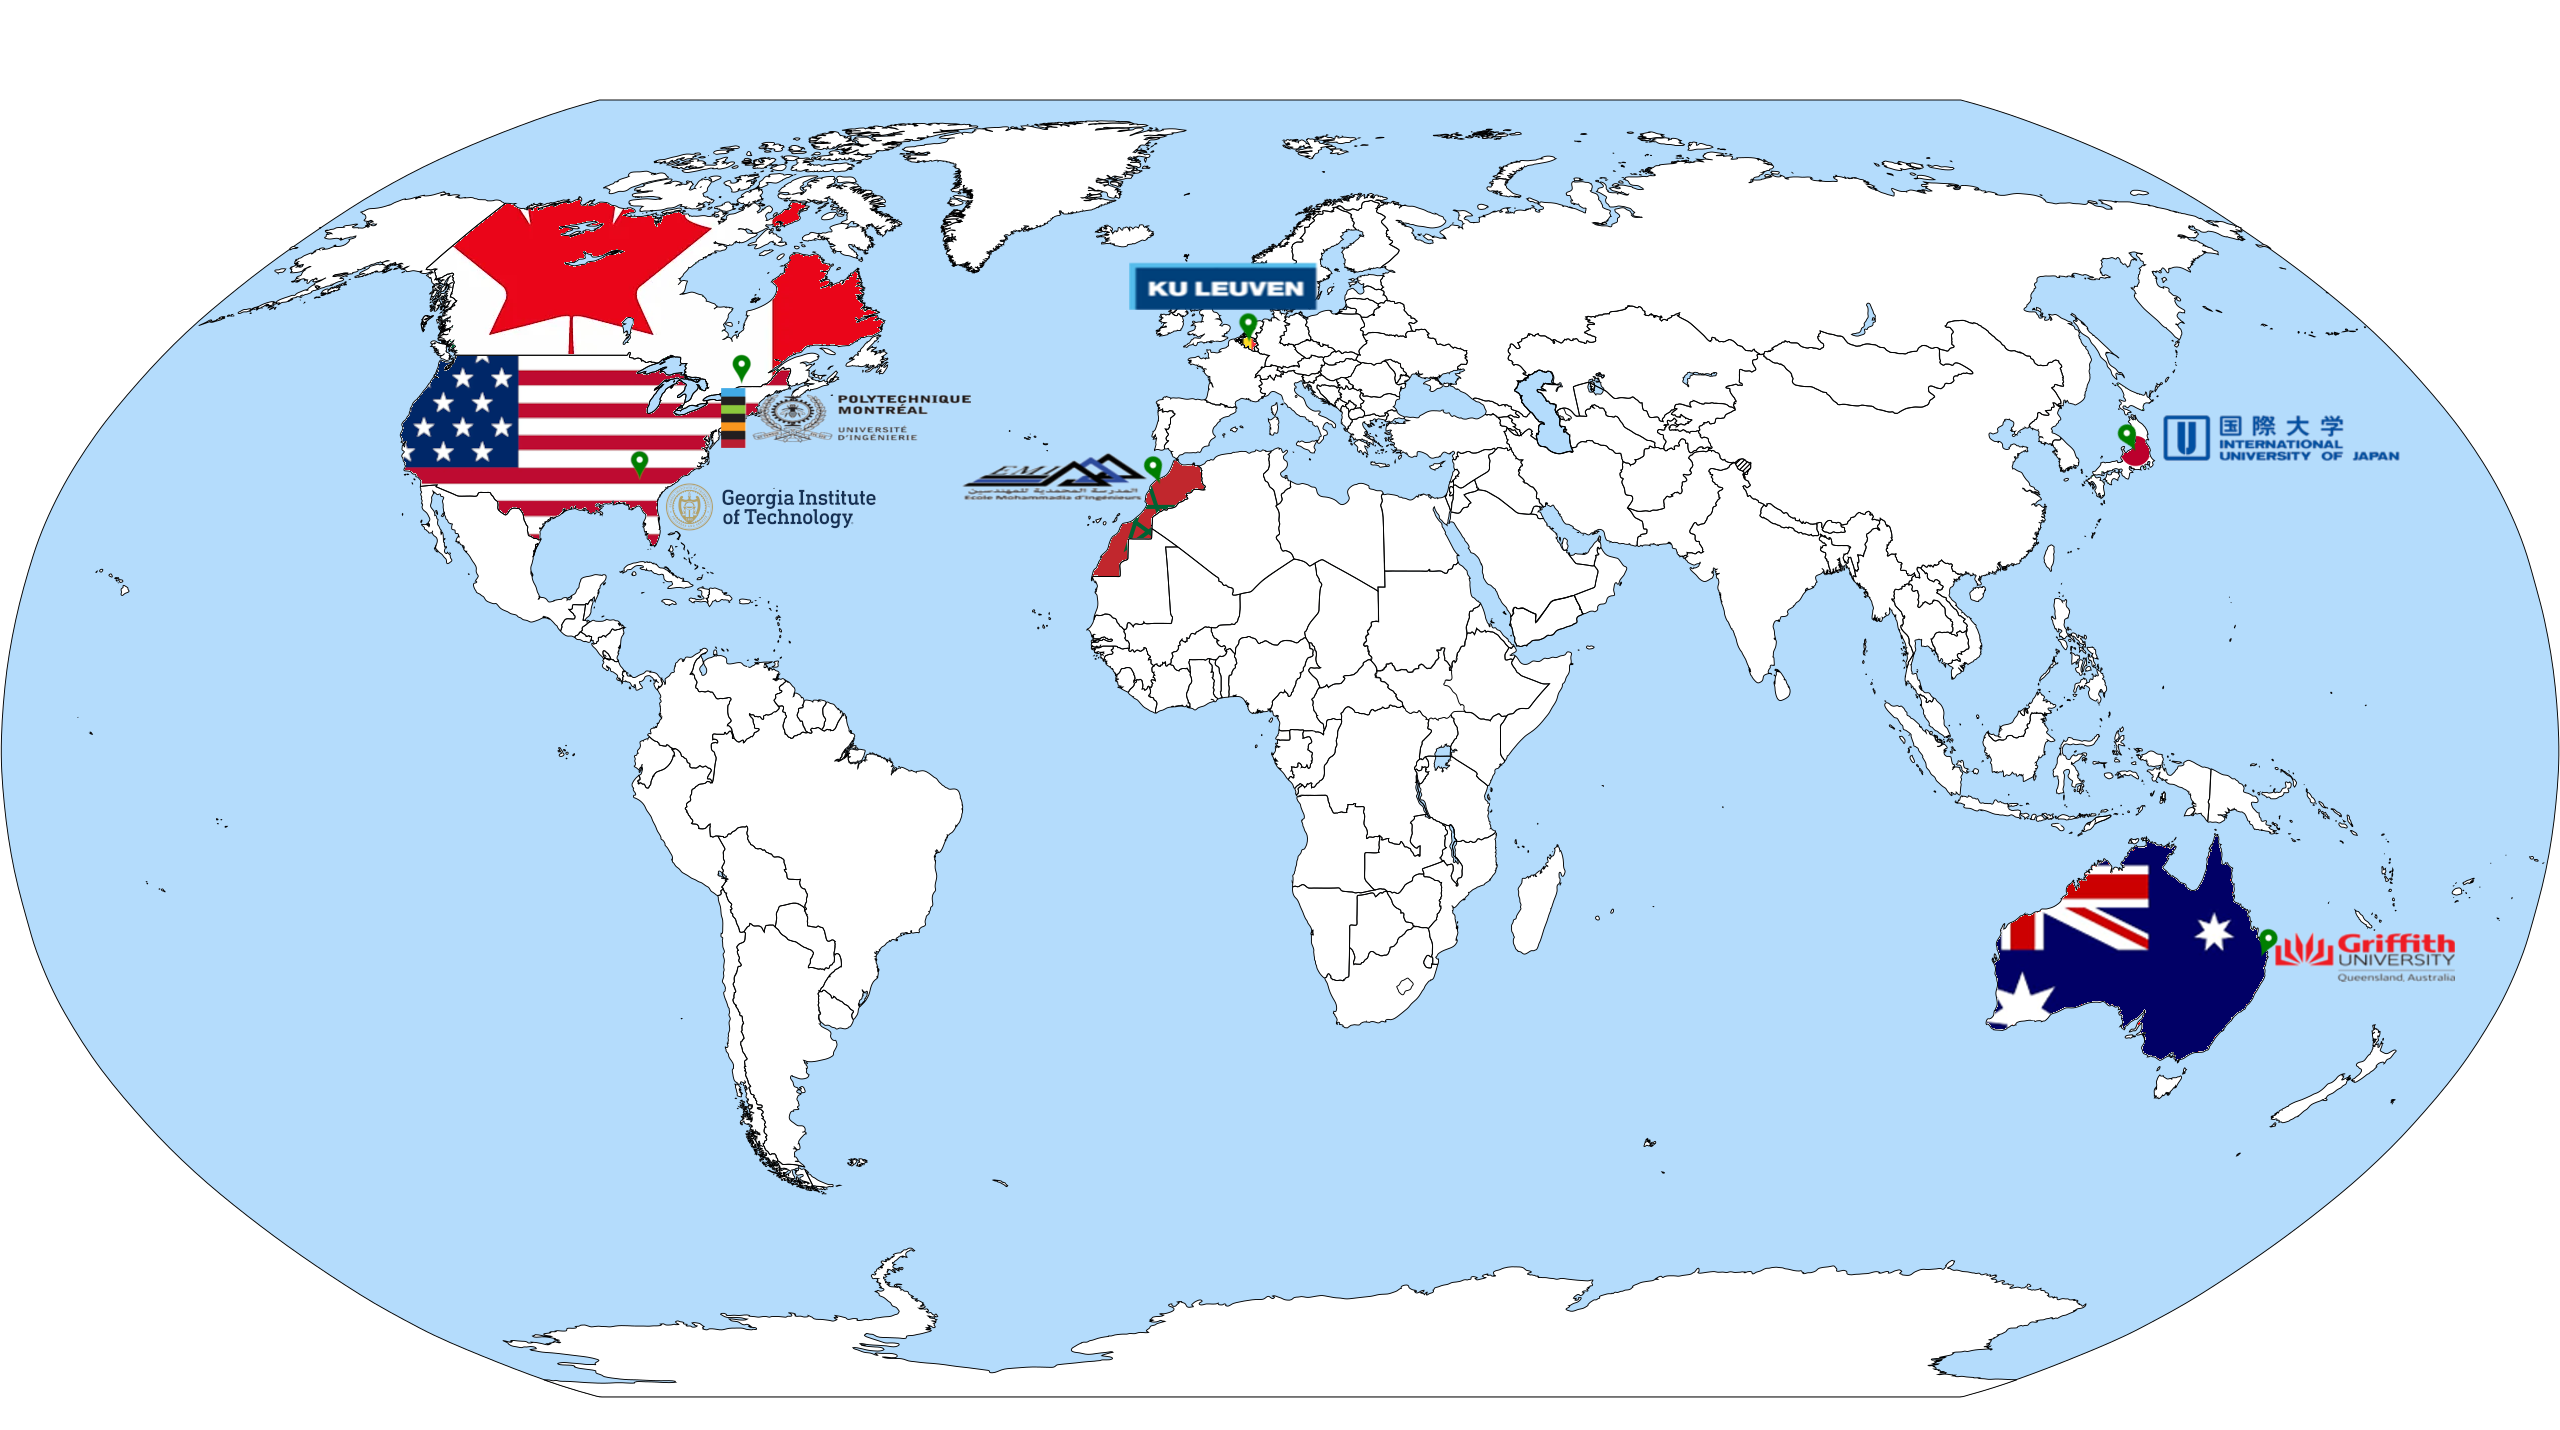 KU LEUVEN
POLYTECHNIQUE
MONTRÉAL
UNIVERSITÉ
D'INGÉNIERIE
国際大学
INTERNATIONAL
UNIVERSITY OF JAPAN
EMI
المدرسة المحمدية للمهندسين
Ecole Mohammadia d'Ingénieurs
Georgia Institute
of Technology
Griffith
UNIVERSITY
Queensland, Australia